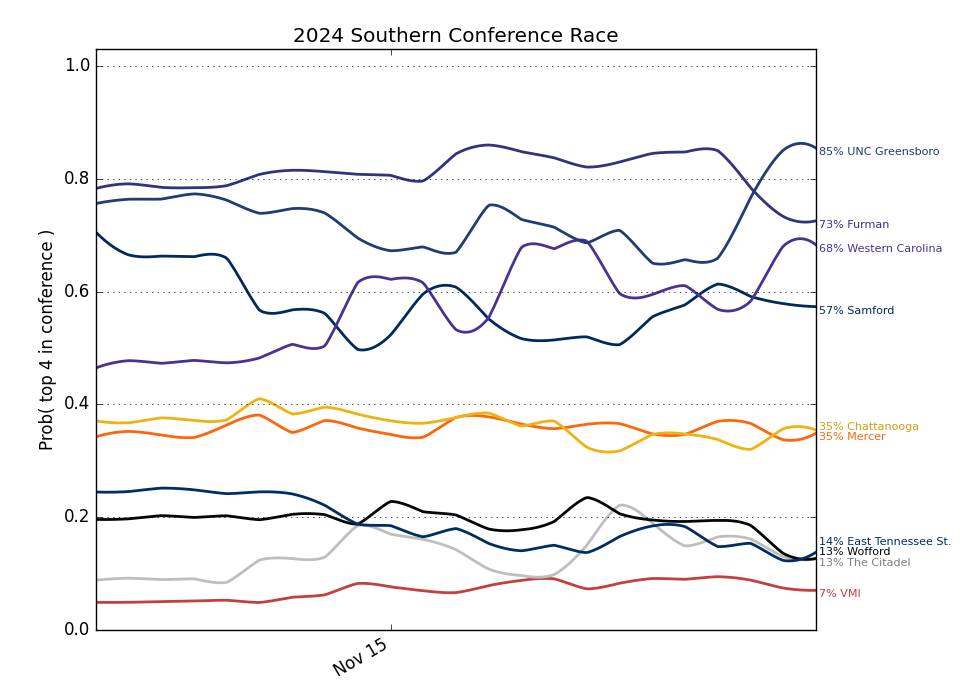 2024 Southern Conference Race
Prob( top 4 in conference )
1.0
0.8
0.6
0.4
0.2
0.0
Nov 15
85% UNC Greensboro
73% Furman
68% Western Carolina
57% Samford
35% Chattanooga
35% Mercer
14% East Tennessee St.
13% Wofford
13% The Citadel
7% VMI